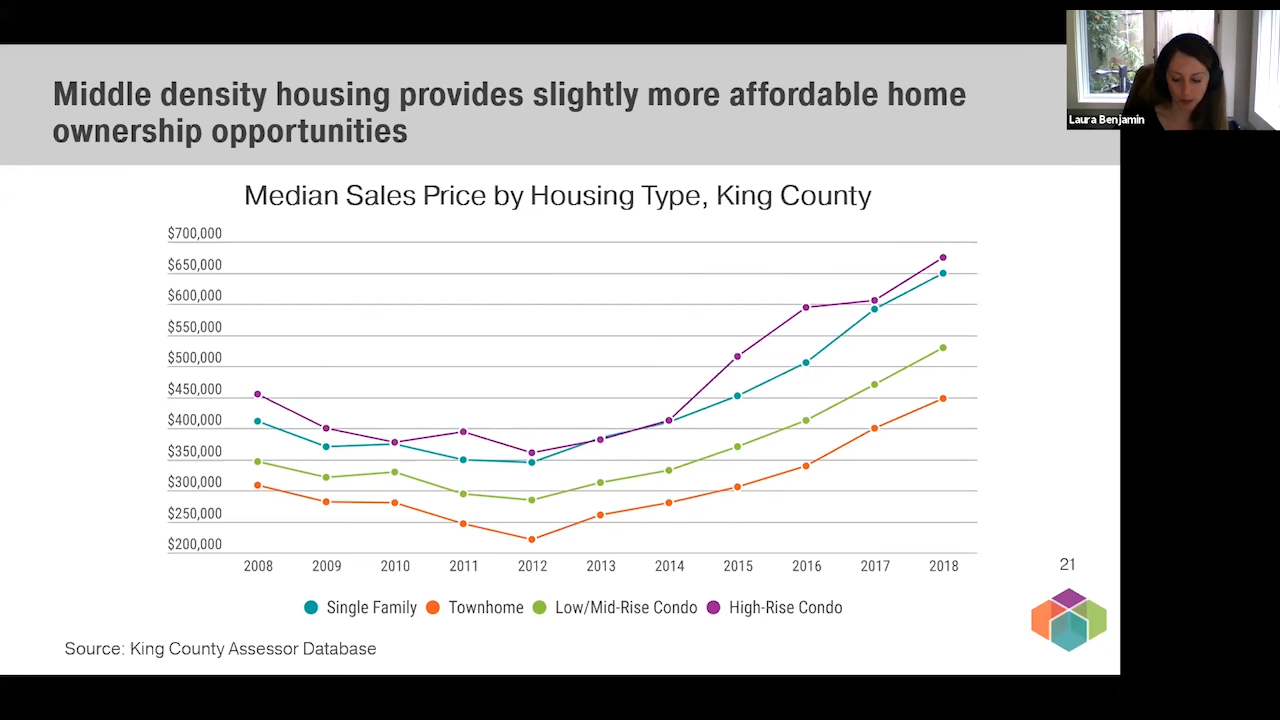 Middle density housing provides slightly more affordable home
ownership opportunities
Laura Benjamin
Median Sales Price by Housing Type, King County
$700,000
$650,000
$600,000
$550,000
$500,000
$450,000
$400,000
$350,000
$300,000
$250,000
$200,000
2008 2009 2010 2011 2012 2013 2014 2015 2016 2017 2018
21
Single Family Townhome Low/Mid-Rise Condo High-Rise Condo
Source: King County Assessor Database